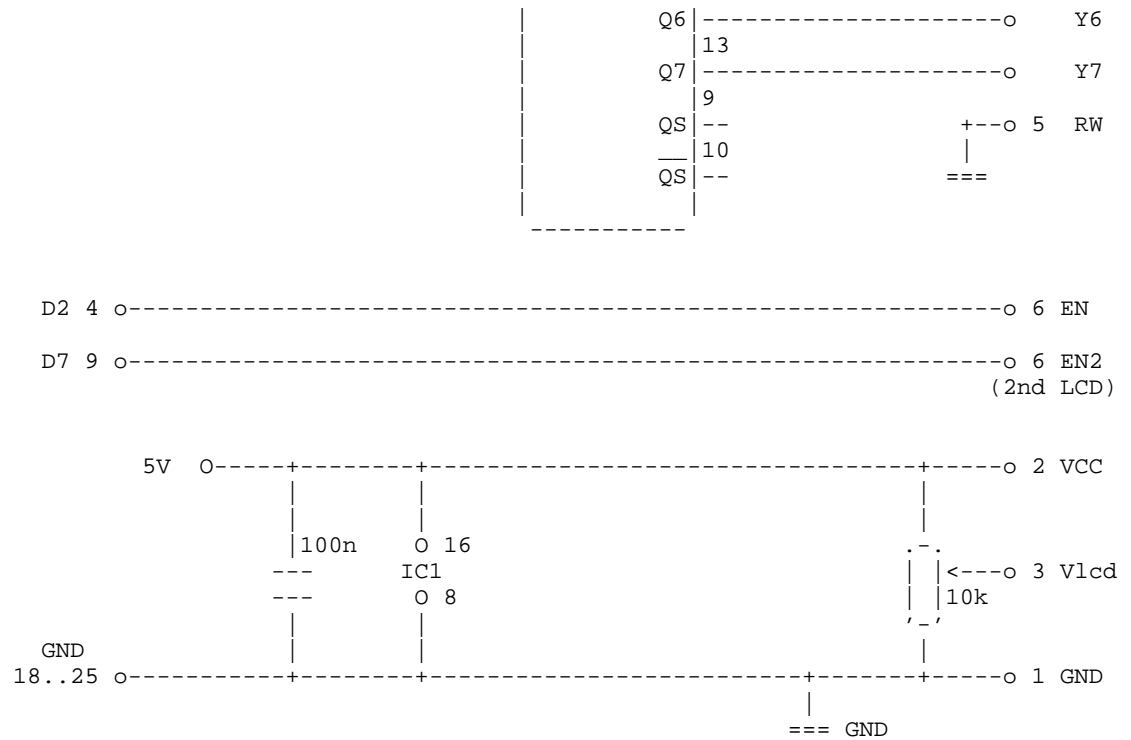 Q6 Y6
13
Q7 Y7
9
QS 5 RW
10
QS
D2 4 6 EN
D7 9 6 EN2
(2nd LCD)
5V 2 VCC
100n 16
IC1 3 Vlcd
8 10k
GND
18..25 1 GND
GND